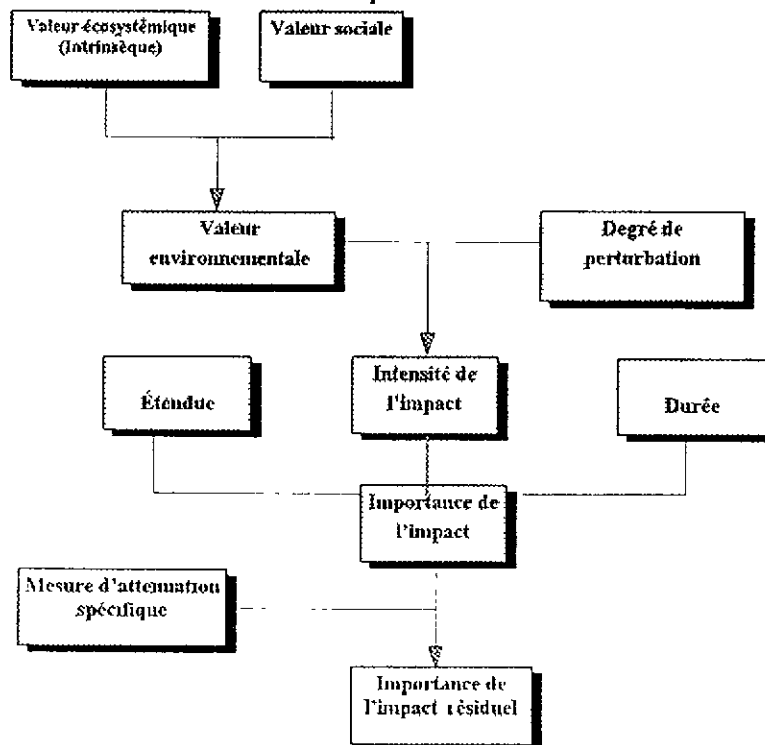 Valeur écosystémique
(Intrinsèque)
Valeur sociale
Valeur
environnementale
Degré de
perturbation
Étendue
Intensité de
l'impact
Durée
Importance de
l'impact
Mesure d'attenuation
spécifique
Importance de
l'impact résiduel